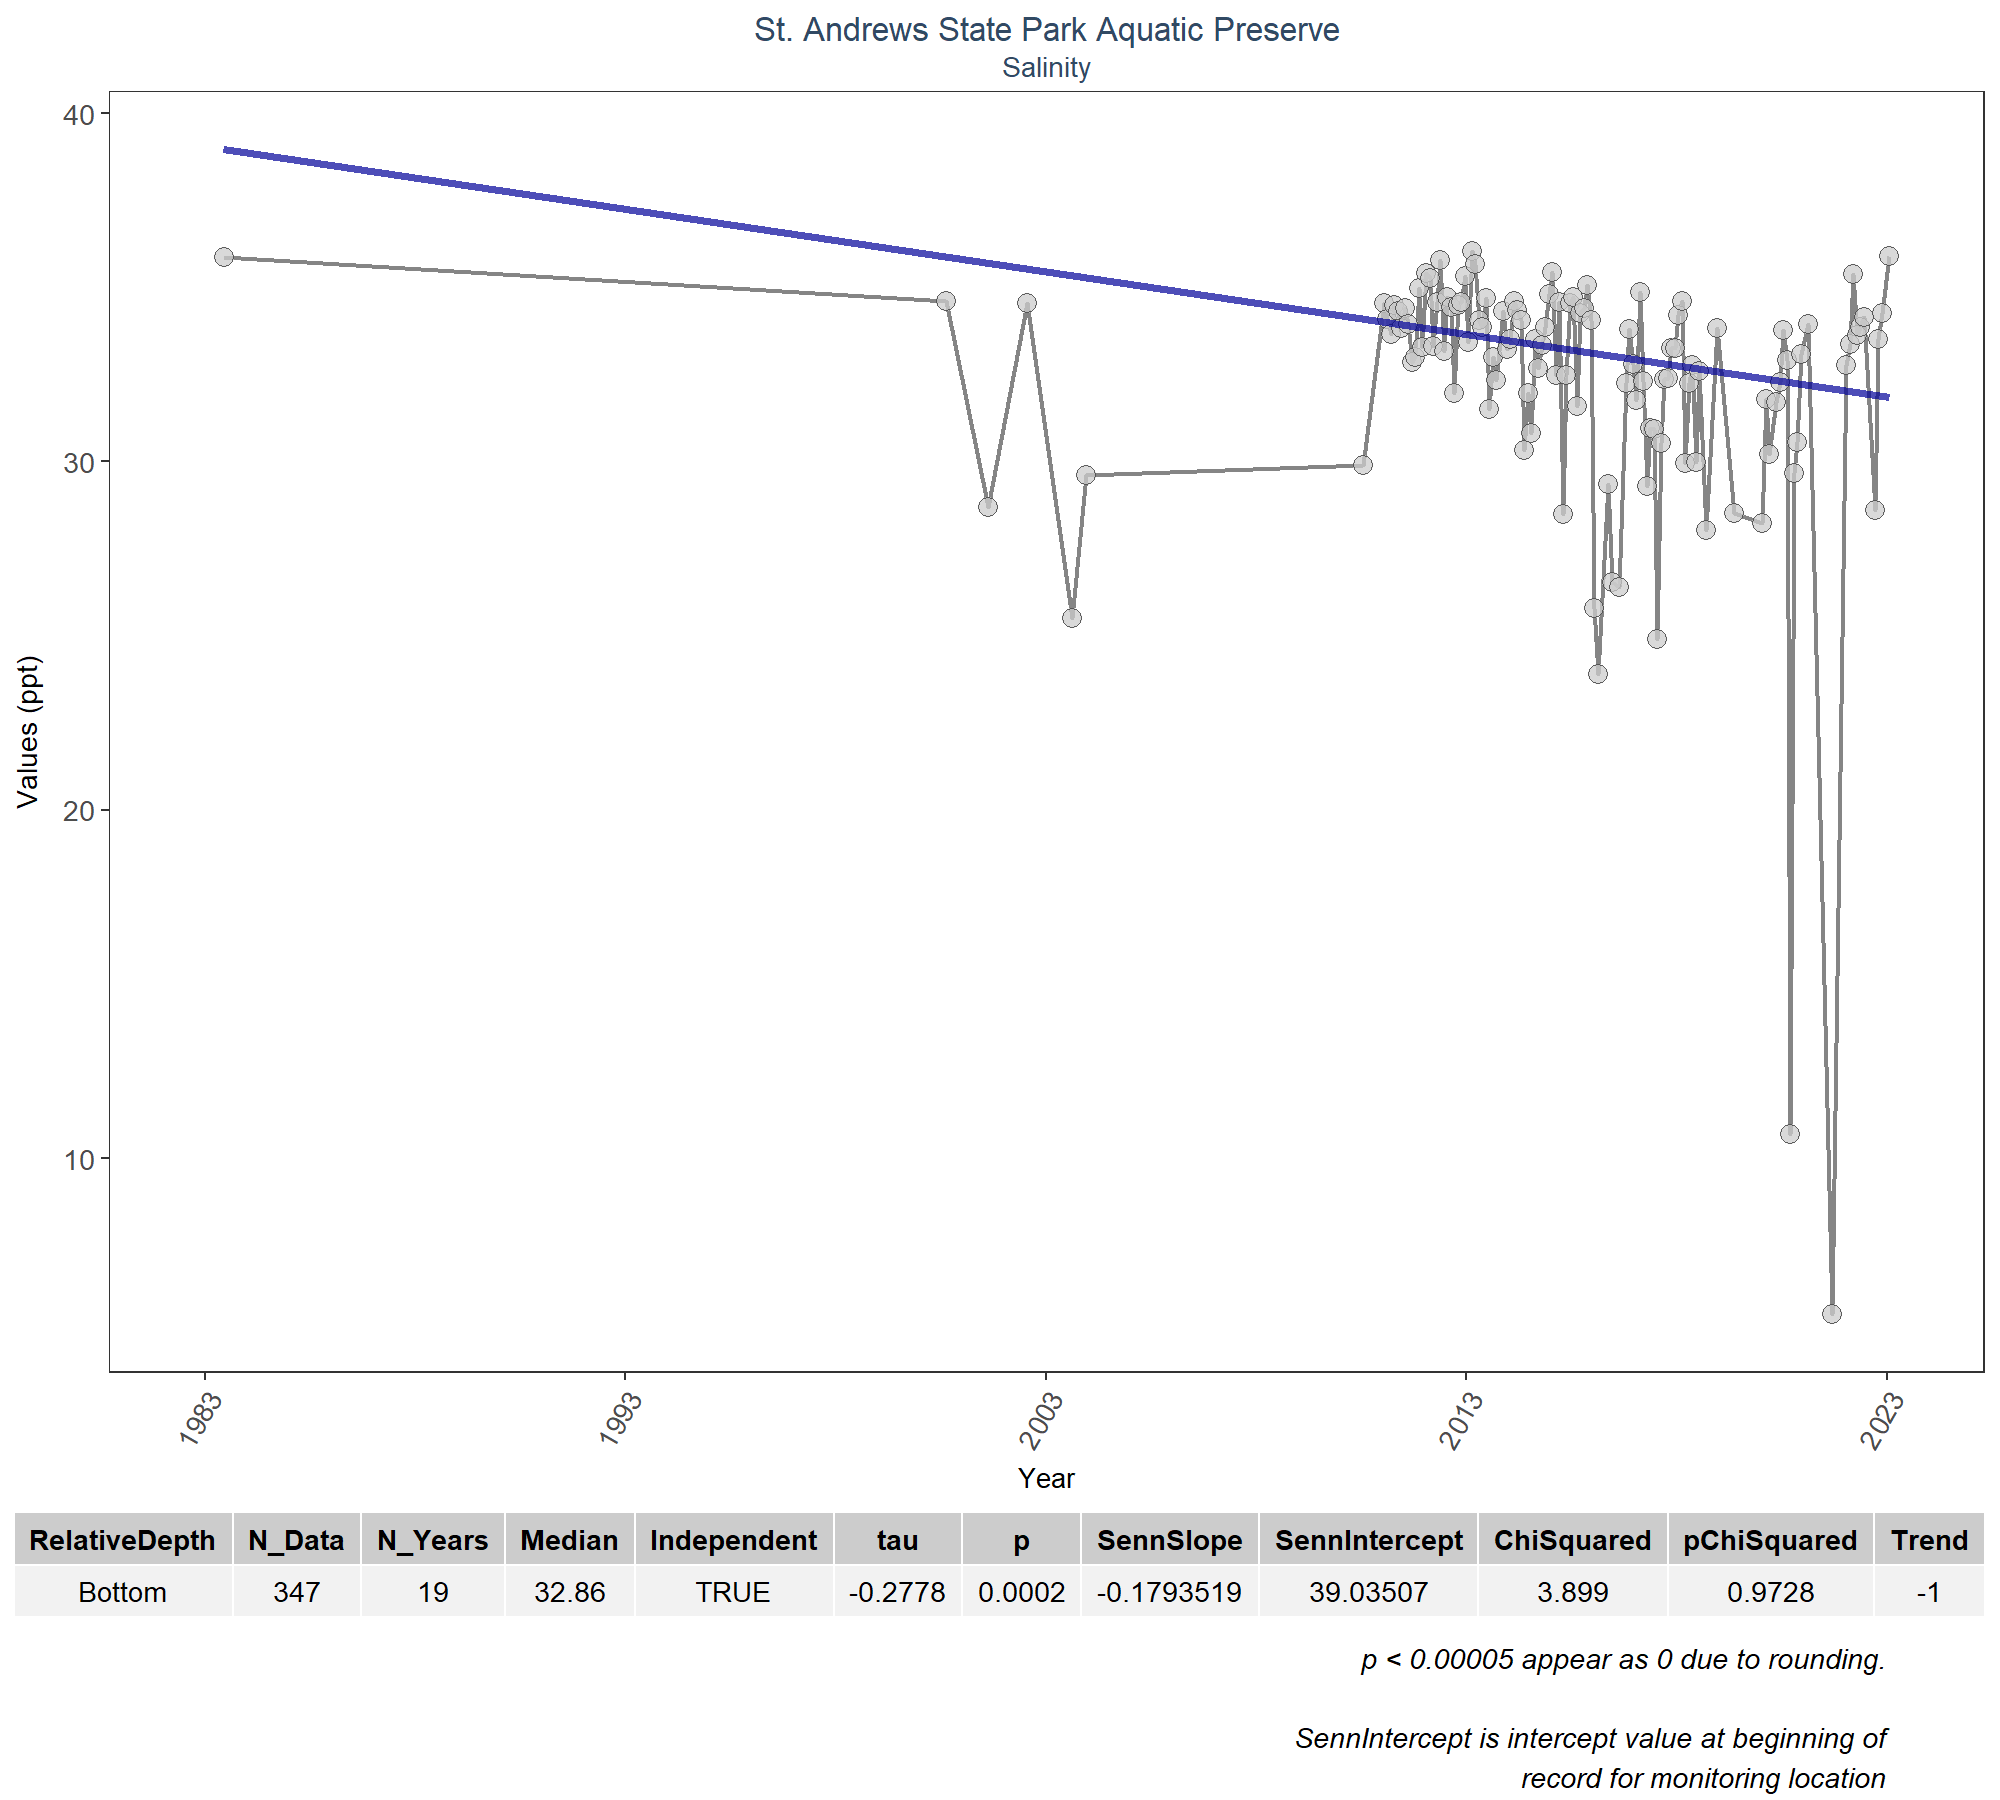 St. Andrews State Park Aquatic Preserve
Salinity
40
30
20
10
Values (ppt)
1983 1993 2003 2013 2023
Year
RelativeDepth N_Data N_Years Median Independent tau p SennSlope SennIntercept ChiSquared pChiSquared Trend
Bottom 347 19 32.86 TRUE -0.2778 0.0002 -0.1793519 39.03507 3.899 0.9728 -1
p < 0.00005 appear as 0 due to rounding.
SennIntercept is intercept value at beginning of
record for monitoring location